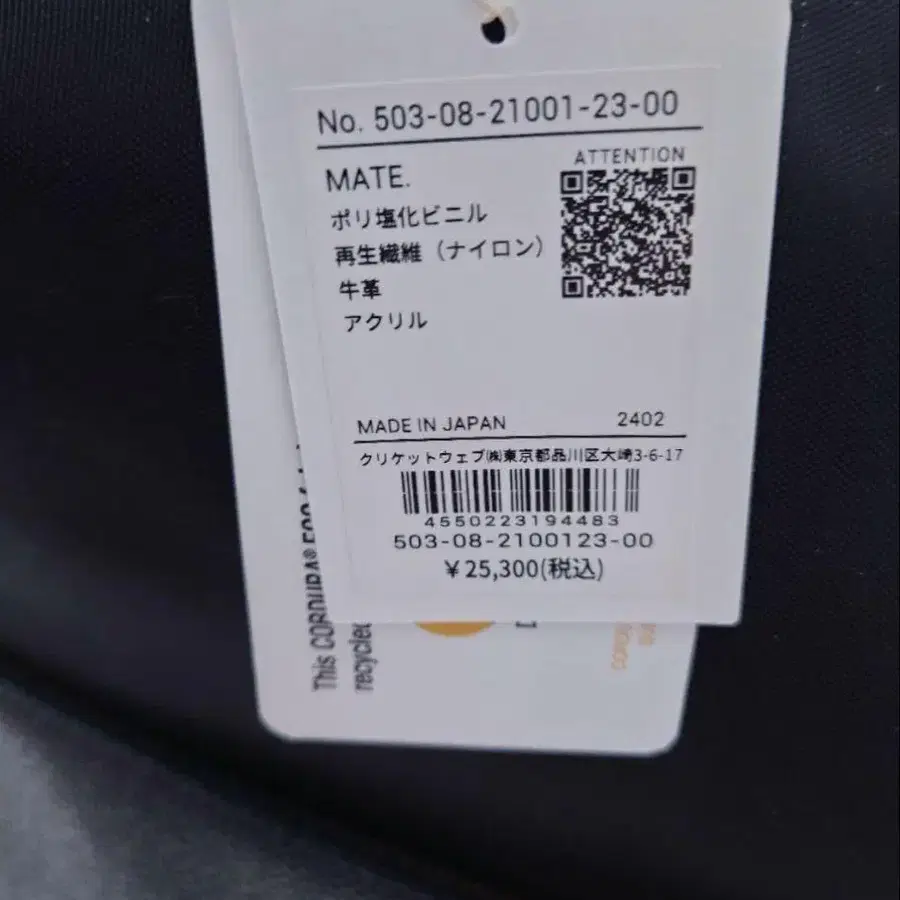 No. 503-08-21001-23-00
ATTENTION
MATE.
ポリ塩化ビニル
再生繊維（ナイロン）
牛革
アクリル
MADE IN JAPAN 2402
クリケットウェブ㈱東京都品川区大崎3-6-17
4550223194483
503-08-2100123-00
￥25,300(税込)
This CORDURA®
recycled